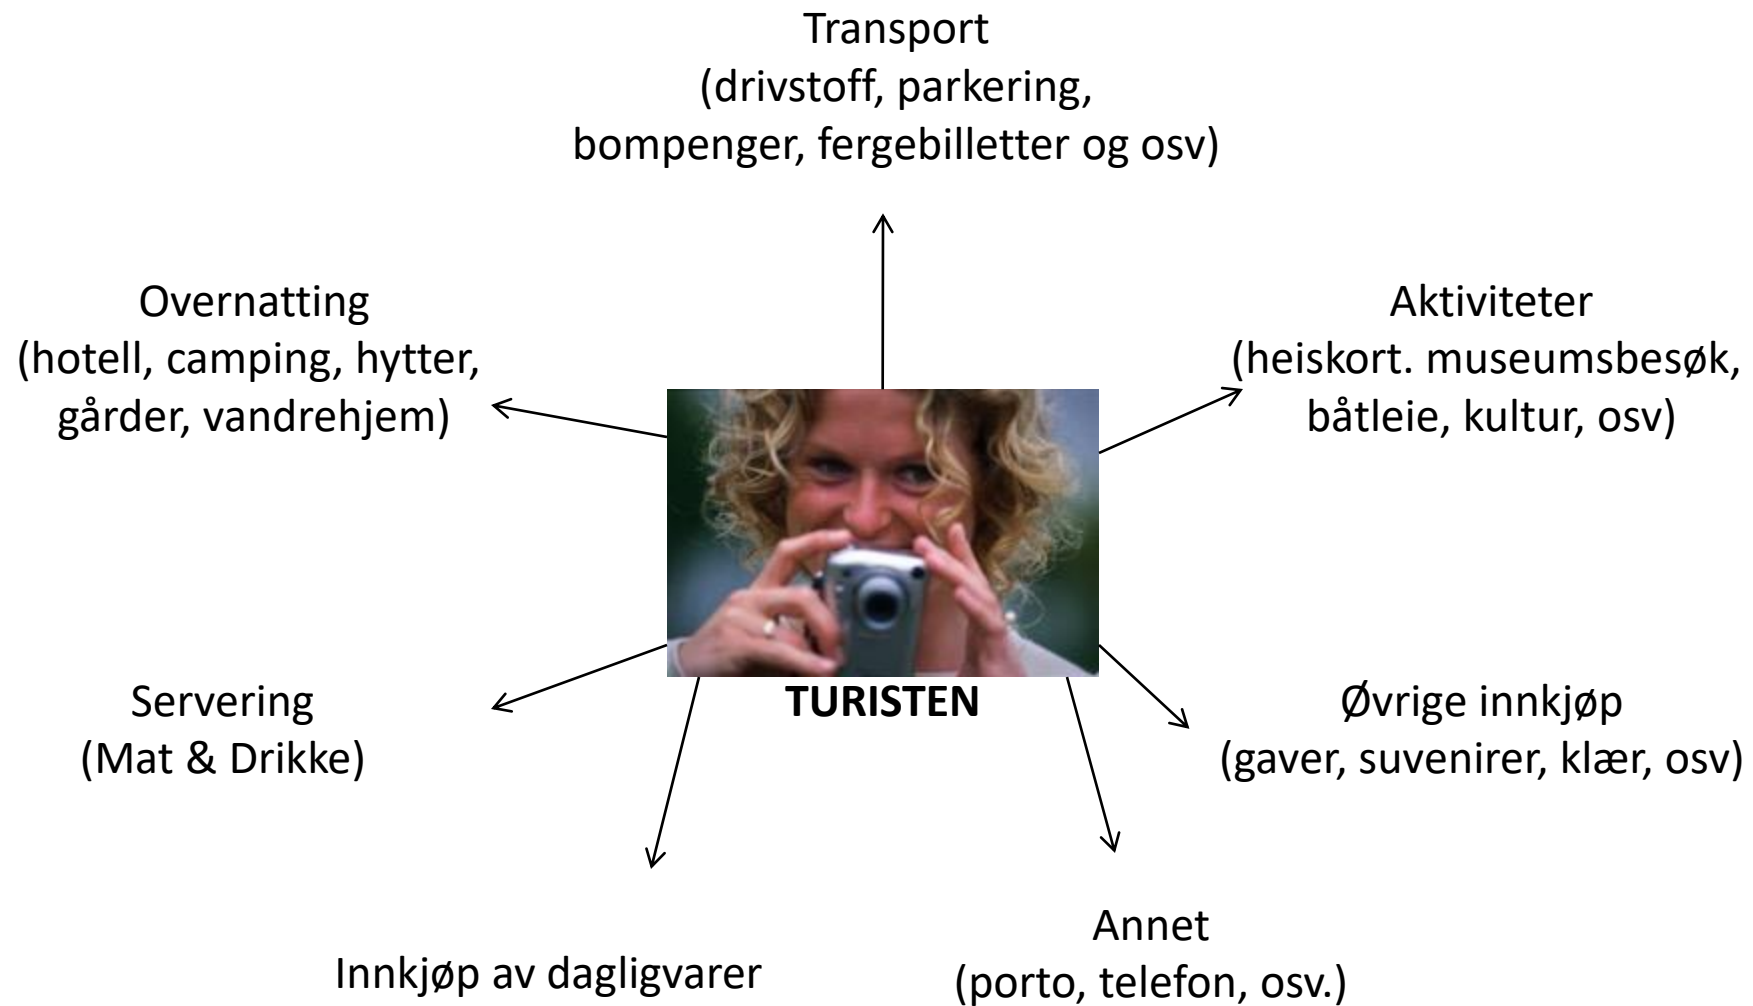 Transport
(drivstoff, parkering,
bompenger, fergebilletter og osv)
Overnatting
(hotell, camping, hytter,
gårder, vandrehjem)
Aktiviteter
(heiskort. museumsbesøk,
båtleie, kultur, osv)
TURISTEN
Servering
(Mat & Drikke)
Øvrige innkjøp
(gaver, suvenirer, klær, osv)
Innkjøp av dagligvarer
Annet
(porto, telefon, osv.)